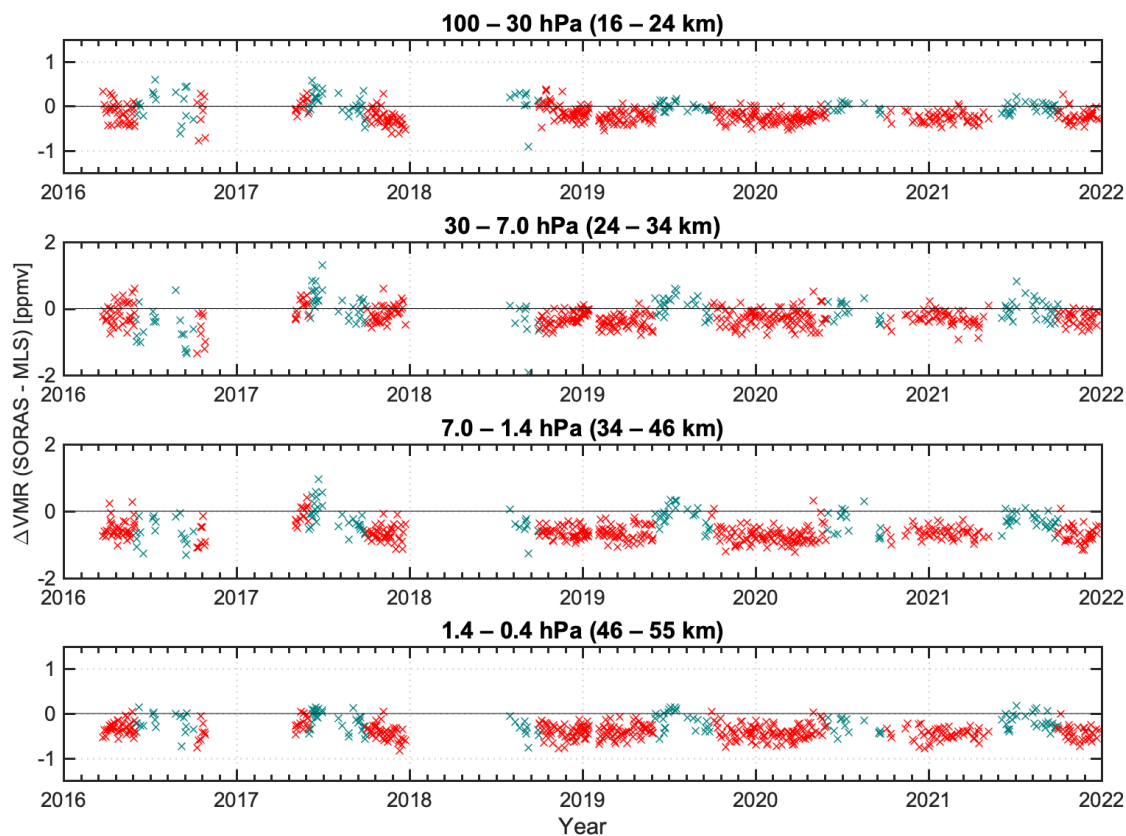 100 – 30 hPa (16 – 24 km)
1
0
-1
2016 2017 2018 2019 2020 2021 2022
30 – 7.0 hPa (24 – 34 km)
2
0
-2
2016 2017 2018 2019 2020 2021 2022
ΔVMR (SORAS - MLS) [ppmv]
7.0 – 1.4 hPa (34 – 46 km)
2
0
-2
2016 2017 2018 2019 2020 2021 2022
1.4 – 0.4 hPa (46 – 55 km)
1
0
-1
2016 2017 2018 2019 2020 2021 2022
Year